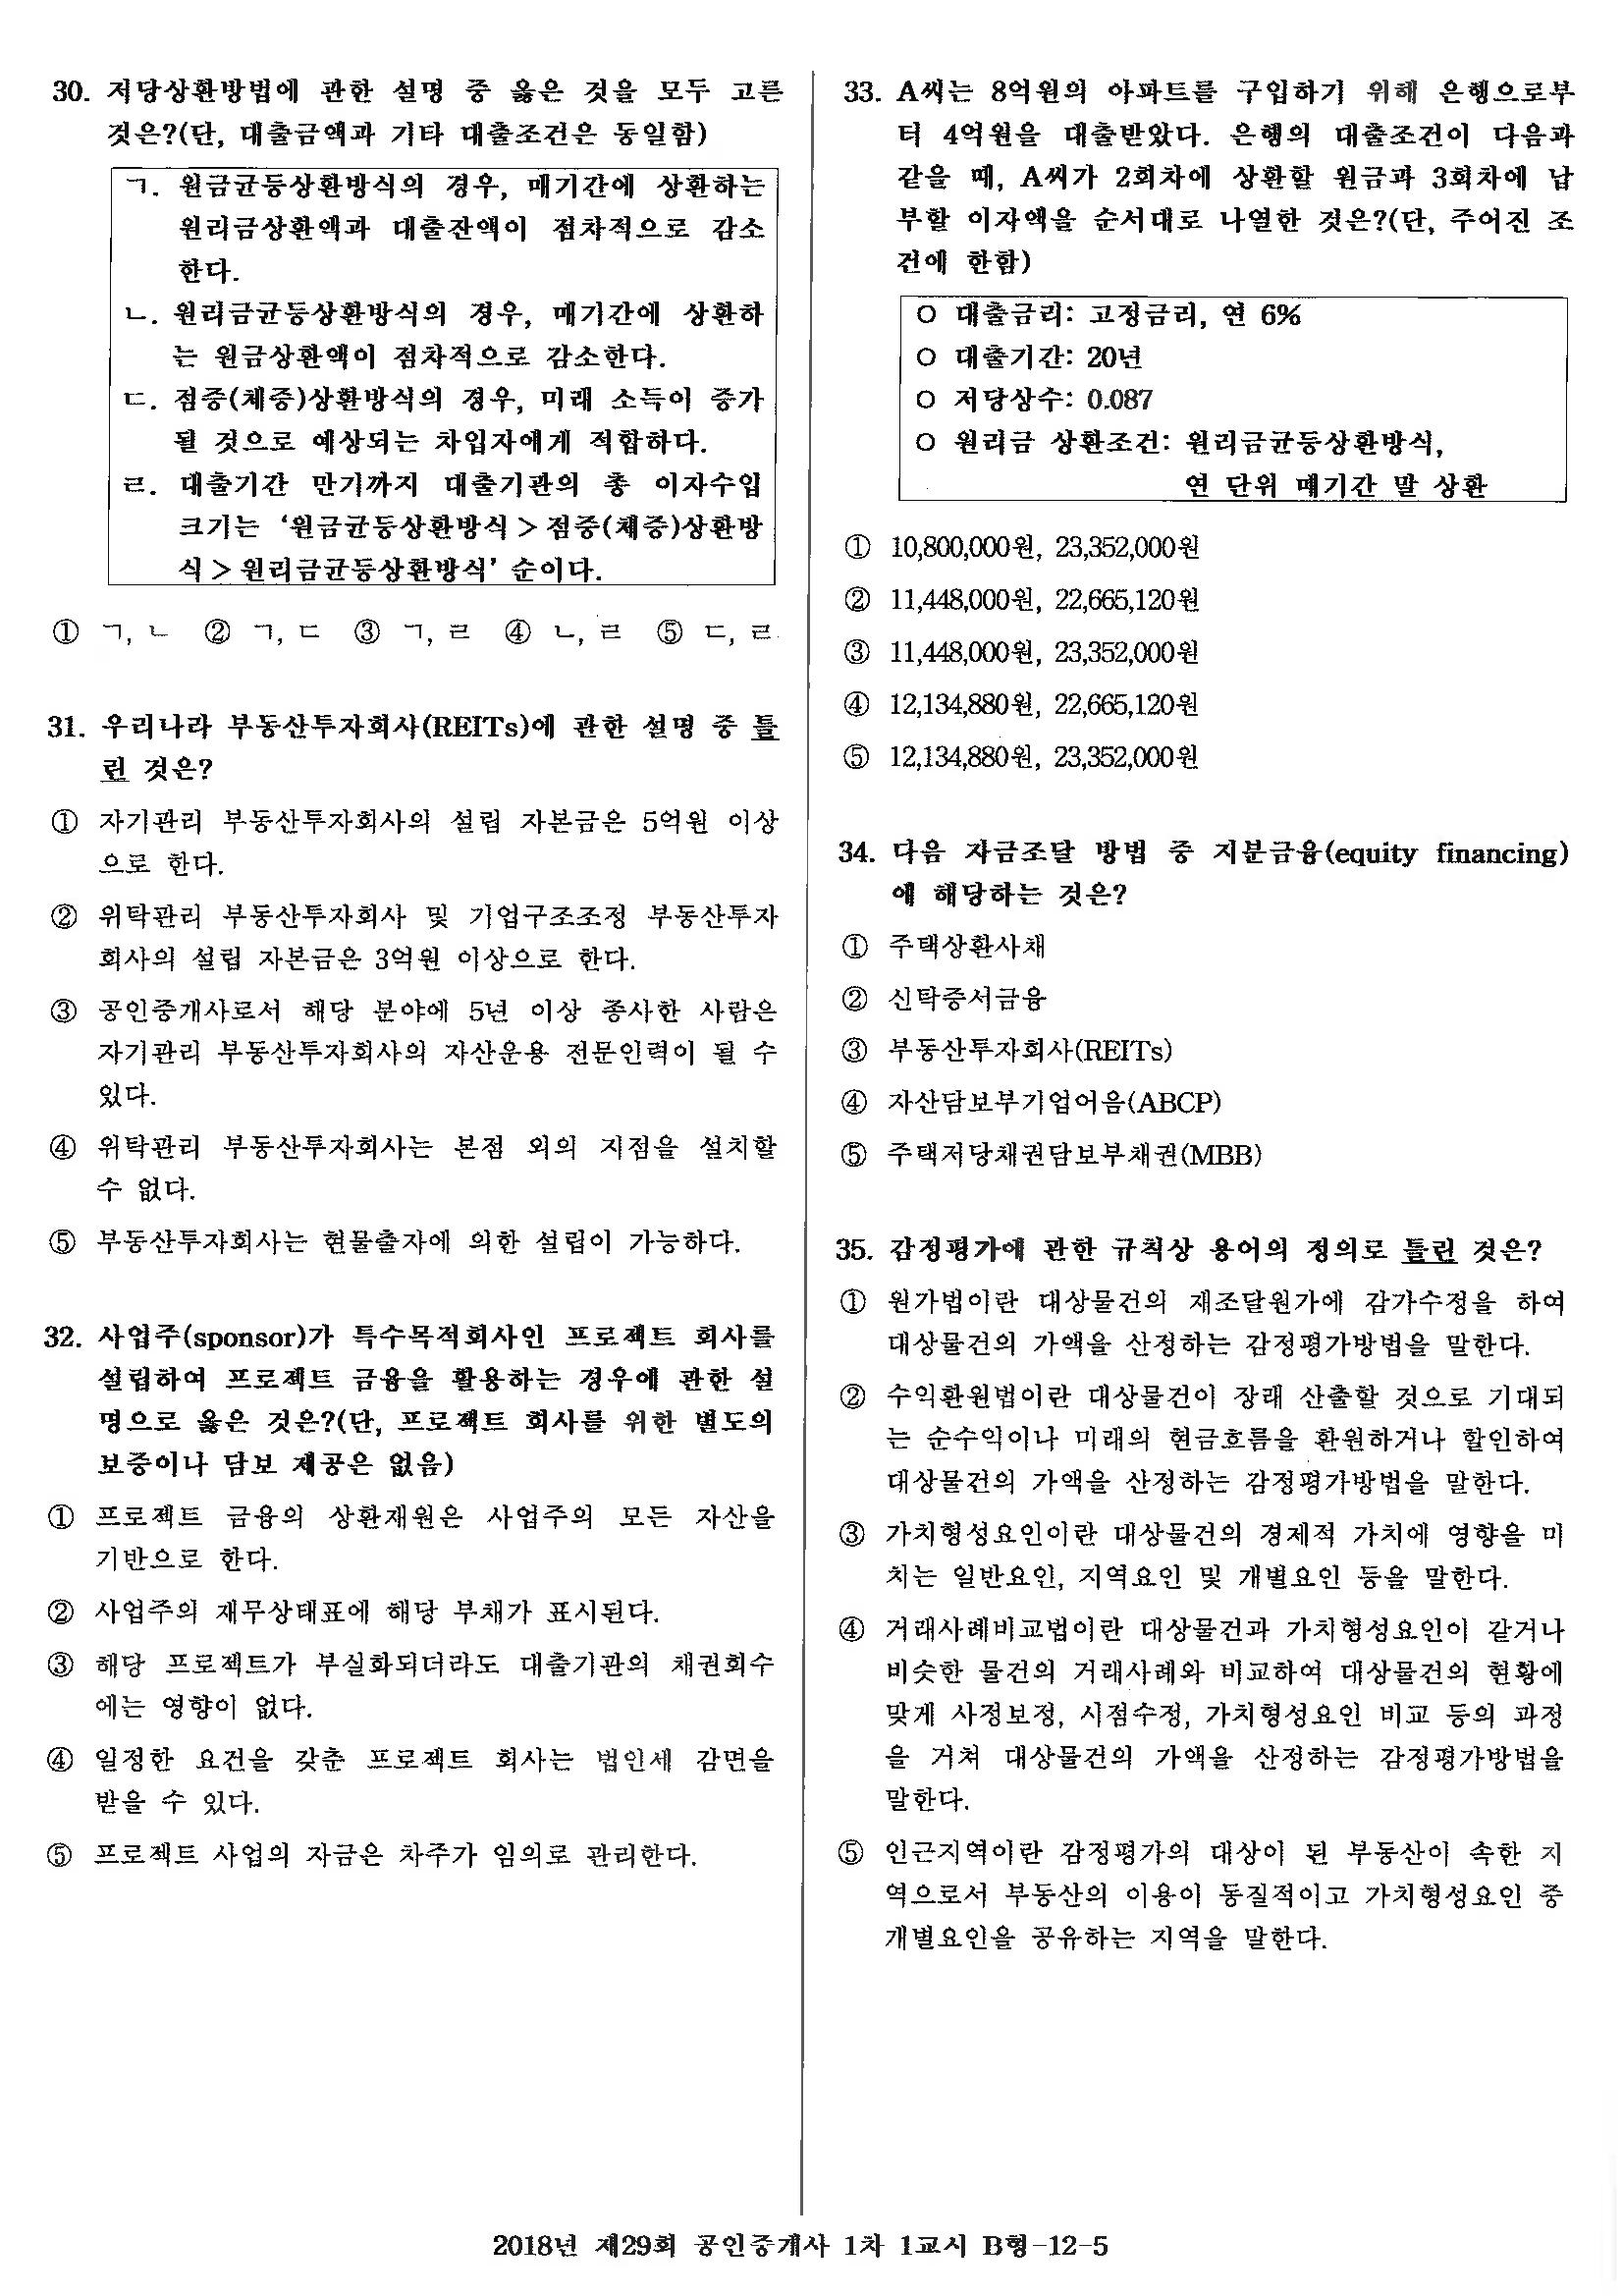 30. 저당상환방법에 관한 설명 중 옳은 것을 모두 고른
것은?(단, 대출금액과 기타 대출조건은 동일함)
ㄱ. 원금균등상환방식의 경우, 매기간에 상환하는
원리금상환액과 대출잔액이 점차적으로 감소
한다.
ㄴ. 원리금균등상환방식의 경우, 매기간에 상환하
는 원금상환액이 점차적으로 감소한다.
ㄷ. 점증(체증)상환방식의 경우, 미래 소득이 증가
될 것으로 예상되는 차입자에게 적합하다.
ㄹ. 대출기간 만기까지 대출기관의 총 이자수입
크기는 ‘원금균등상환방식 > 점증(체증)상환방
식 > 원리금균등상환방식’ 순이다.
① ㄱ, ㄴ ② ㄱ, ㄷ ③ ㄱ, ㄹ ④ ㄴ, ㄹ ⑤ ㄷ, ㄹ
31. 우리나라 부동산투자회사(REITs)에 관한 설명 중 틀
린 것은?
① 자기관리 부동산투자회사의 설립 자본금은 5억원 이상
으로 한다.
② 위탁관리 부동산투자회사 및 기업구조조정 부동산투자
회사의 설립 자본금은 3억원 이상으로 한다.
③ 공인중개사로서 해당 분야에 5년 이상 종사한 사람은
자기관리 부동산투자회사의 자산운용 전문인력이 될 수
있다.
④ 위탁관리 부동산투자회사는 본점 외의 지점을 설치할
수 없다.
⑤ 부동산투자회사는 현물출자에 의한 설립이 가능하다.
32. 사업주(sponsor)가 특수목적회사인 프로젝트 회사를
설립하여 프로젝트 금융을 활용하는 경우에 관한 설
명으로 옳은 것은?(단, 프로젝트 회사를 위한 별도의
보증이나 담보 제공은 없음)
① 프로젝트 금융의 상환재원은 사업주의 모든 자산을
기반으로 한다.
② 사업주의 재무상태표에 해당 부채가 표시된다.
③ 해당 프로젝트가 부실화되더라도 대출기관의 채권회수
에는 영향이 없다.
④ 일정한 요건을 갖춘 프로젝트 회사는 법인세 감면을
받을 수 있다.
⑤ 프로젝트 사업의 자금은 차주가 임의로 관리한다.
33. A씨는 8억원의 아파트를 구입하기 위해 은행으로부
터 4억원을 대출받았다. 은행의 대출조건이 다음과
같을 때, A씨가 2회차에 상환할 원금과 3회차에 납
부할 이자액을 순서대로 나열한 것은?(단, 주어진 조
건에 한함)
○ 대출금리: 고정금리, 연 6%
○ 대출기간: 20년
○ 저당상수: 0.087
○ 원리금 상환조건: 원리금균등상환방식,
연 단위 매기간 말 상환
① 10,800,000원, 23,352,000원
② 11,448,000원, 22,665,120원
③ 11,448,000원, 23,352,000원
④ 12,134,880원, 22,665,120원
⑤ 12,134,880원, 23,352,000원
34. 다음 자금조달 방법 중 지분금융(equity financing)
에 해당하는 것은?
① 주택상환사채
② 신탁증서금융
③ 부동산투자회사(REITs)
④ 자산담보부기업어음(ABCP)
⑤ 주택저당채권담보부채권(MBB)
35. 감정평가에 관한 규칙상 용어의 정의로 틀린 것은?
① 원가법이란 대상물건의 재조달원가에 감가수정을 하여
대상물건의 가액을 산정하는 감정평가방법을 말한다.
② 수익환원법이란 대상물건이 장래 산출할 것으로 기대되
는 순수익이나 미래의 현금흐름을 환원하거나 할인하여
대상물건의 가액을 산정하는 감정평가방법을 말한다.
③ 가치형성요인이란 대상물건의 경제적 가치에 영향을 미
치는 일반요인, 지역요인 및 개별요인 등을 말한다.
④ 거래사례비교법이란 대상물건과 가치형성요인이 같거나
비슷한 물건의 거래사례와 비교하여 대상물건의 현황에
맞게 사정보정, 시점수정, 가치형성요인 비교 등의 과정
을 거쳐 대상물건의 가액을 산정하는 감정평가방법을
말한다.
⑤ 인근지역이란 감정평가의 대상이 된 부동산이 속한 지
역으로서 부동산의 이용이 동질적이고 가치형성요인 중
개별요인을 공유하는 지역을 말한다.
2018년 제29회 공인중개사 1차 1교시 B형-12-5